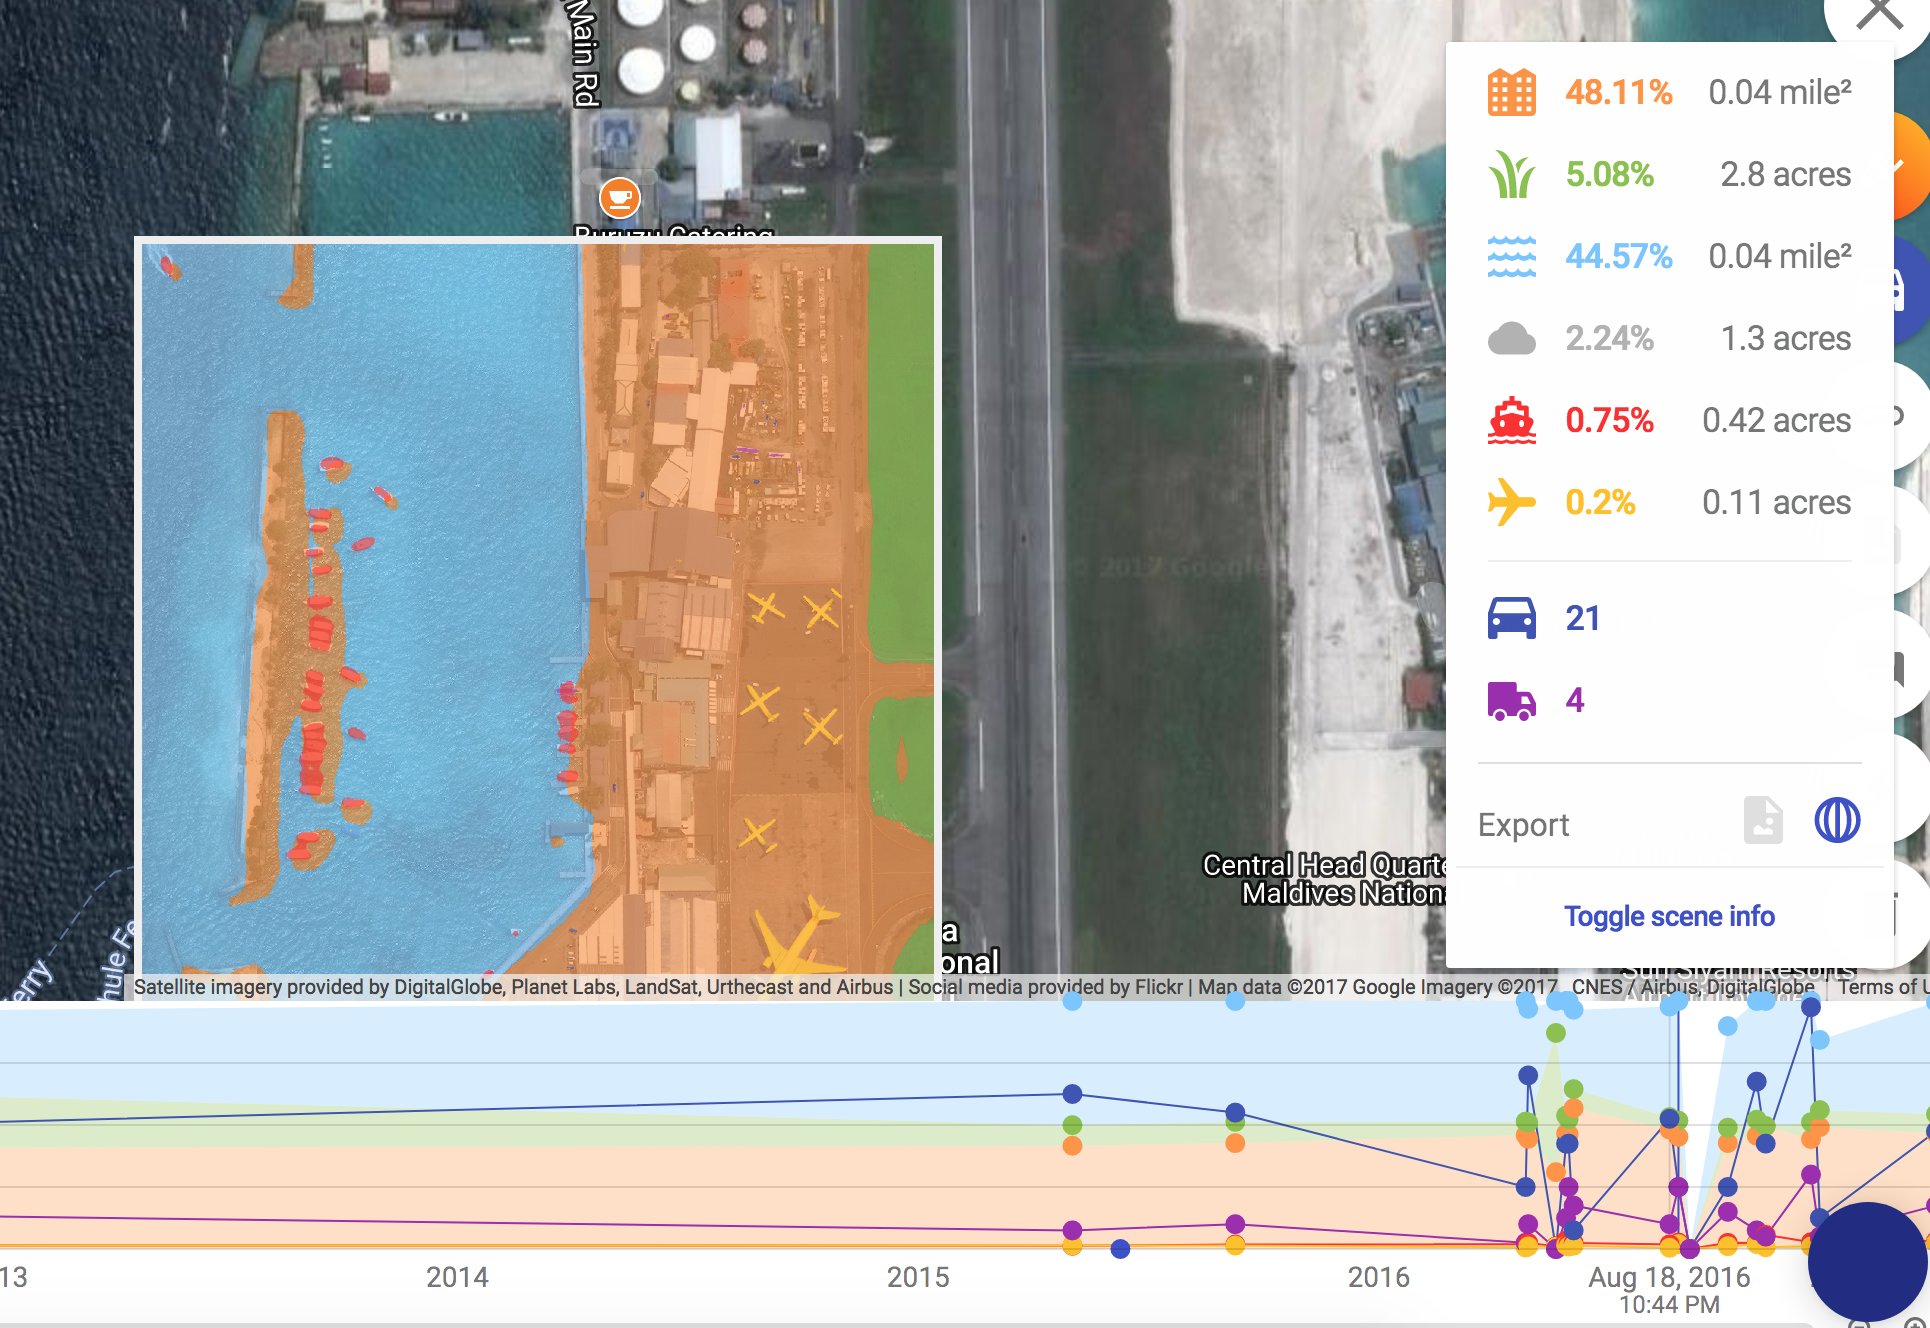 Main Rd
Ruruzu Catering
48.11% 0.04 mile²
5.08% 2.8 acres
44.57% 0.04 mile²
2.24% 1.3 acres
0.75% 0.42 acres
0.2% 0.11 acres
21
4
Export
Toggle scene info
© 2017 Google
Central Head Quarte
Maldives Nationa
a
onal
erry
hule Fe
Sun Siyam Resorts
Satellite imagery provided by DigitalGlobe, Planet Labs, LandSat, Urthecast and Airbus | Social media provided by Flickr | Map data ©2017 Google Imagery ©2017 , CNES / Airbus, DigitalGlobe Terms of U
13 2014 2015 2016 Aug 18, 2016
10:44 PM